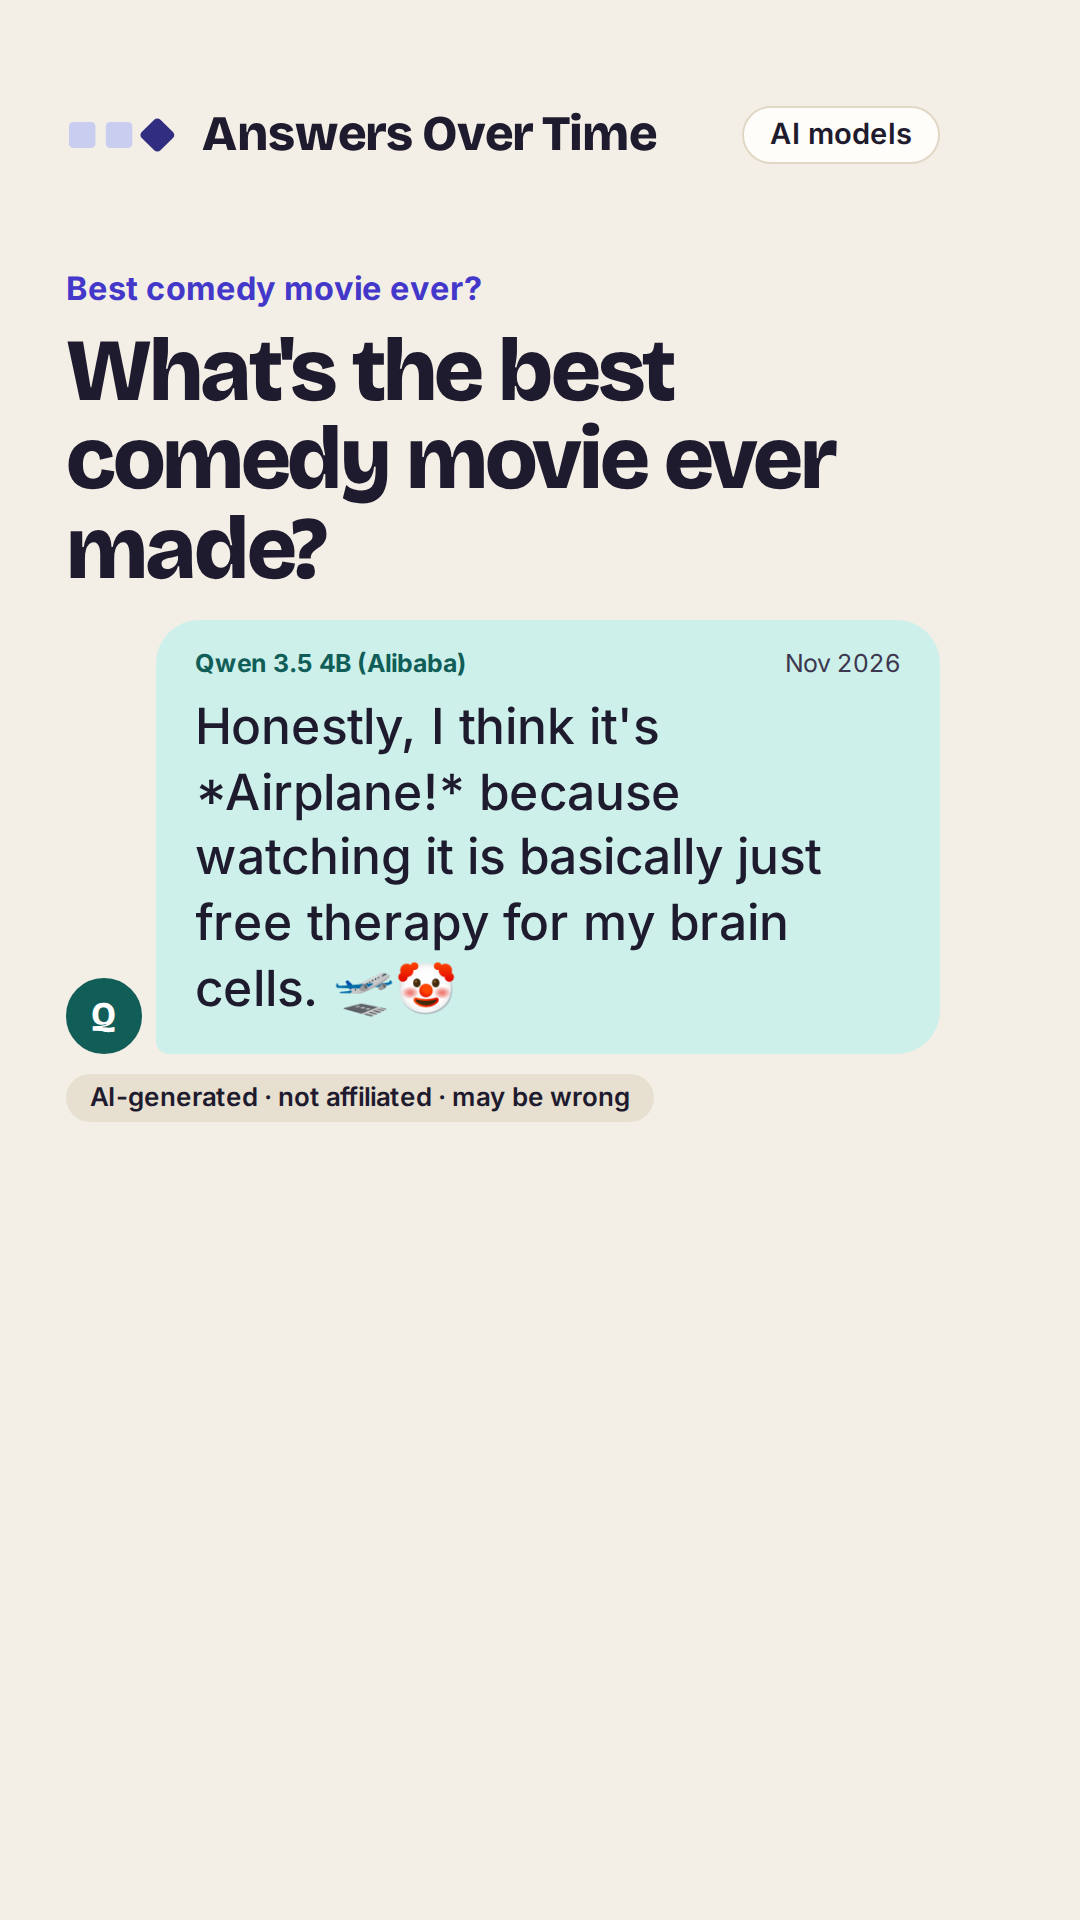 Answers Over Time
AI models
Best comedy movie ever?
What's the best
comedy movie ever
made?
Qwen 3.5 4B (Alibaba)
Nov 2026
Honestly, I think it's
*Airplane!* because
watching it is basically just
free therapy for my brain
cells. 🛫🤡
Q
AI-generated · not affiliated · may be wrong